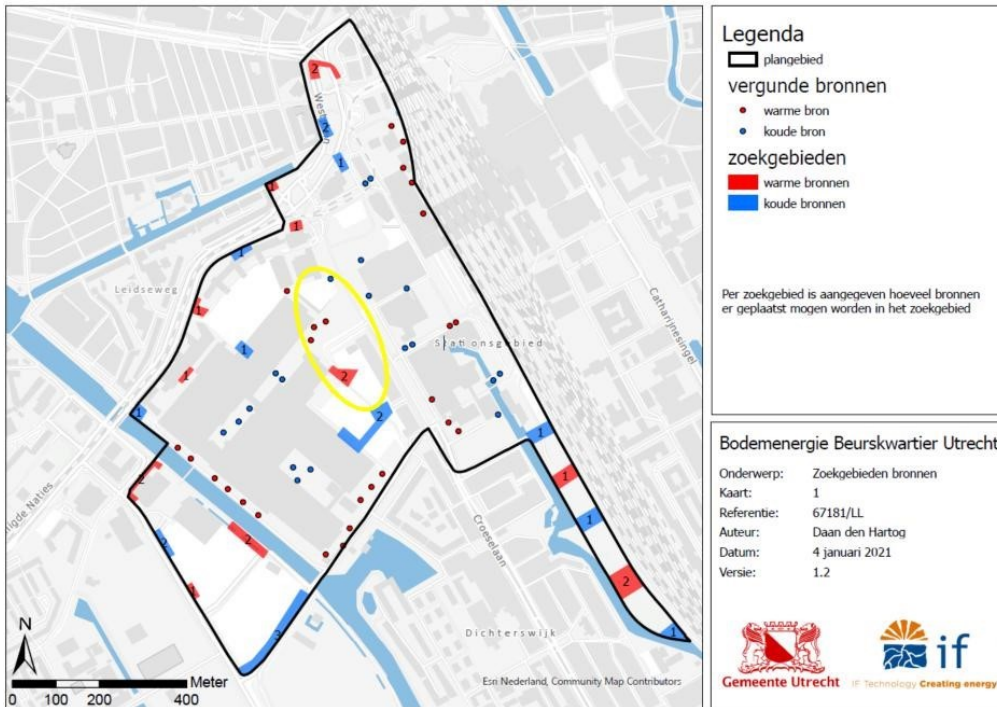 Legenda
plangebied
vergunde bronnen
warme bron
koude bron
zoekgebieden
warme bronnen
koude bronnen
Per zoekgebied is aangegeven hoeveel bronnen
er geplaatst mogen worden in het zoekgebied
Bodemenergie Beurskwartier Utrecht
Onderwerp: Zoekgebieden bronnen
Kaart: 1
Referentie: 67181/LL
Auteur: Daan den Hartog
Datum: 4 januari 2021
Versie: 1.2
Gemeente Utrecht
if
IF Technology Creating energy
2
2
1
1
1
1
Leidseweg
1
1
Stationsgebied
Catharijnesingel
1
2
2
1
1
2
1
1
2
2
1
2
1
3
Croeselaan
Dichterswijk
N
0 100 200 400 Meter
Esri Nederland, Community Map Contributors